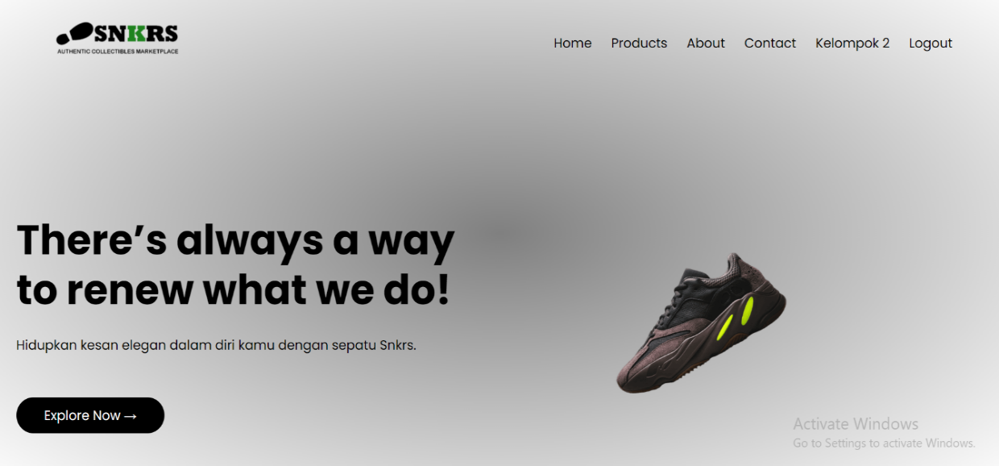 SNKRS
AUTHENTIC COLLECTIBLES MARKETPLACE
Home Products About Contact Kelompok 2 Logout
There’s always a way
to renew what we do!
Hidupkan kesan elegan dalam diri kamu dengan sepatu Snkrs.
Explore Now →
Activate Windows
Go to Settings to activate Windows.